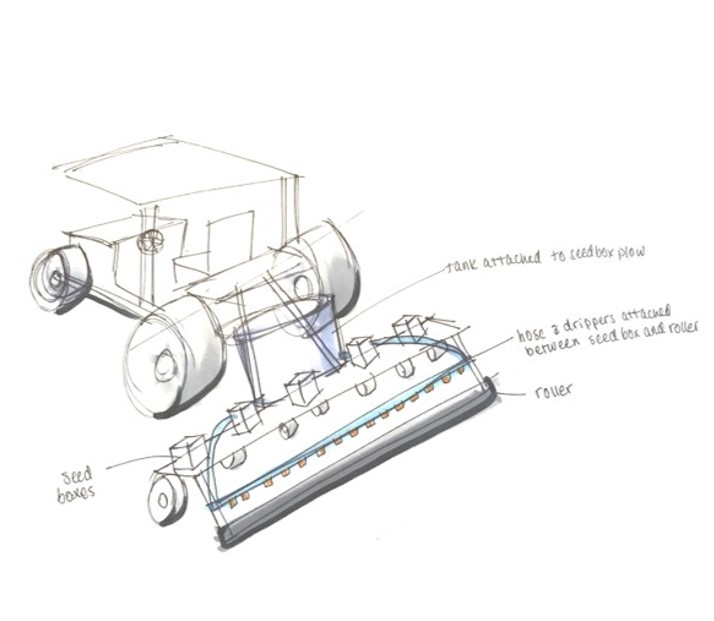 tank attached to seedbox plow
hose & drippers attached
between seed box and roller
roller
seed
boxes